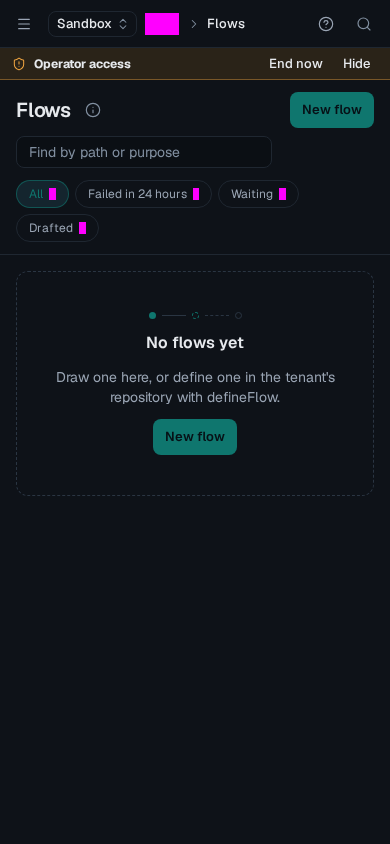 Sandbox
Flows
Operator access
End now
Hide
Flows
New flow
Find by path or purpose
All
Failed in 24 hours
Waiting
Drafted
No flows yet
Draw one here, or define one in the tenant's
repository with defineFlow.
New flow